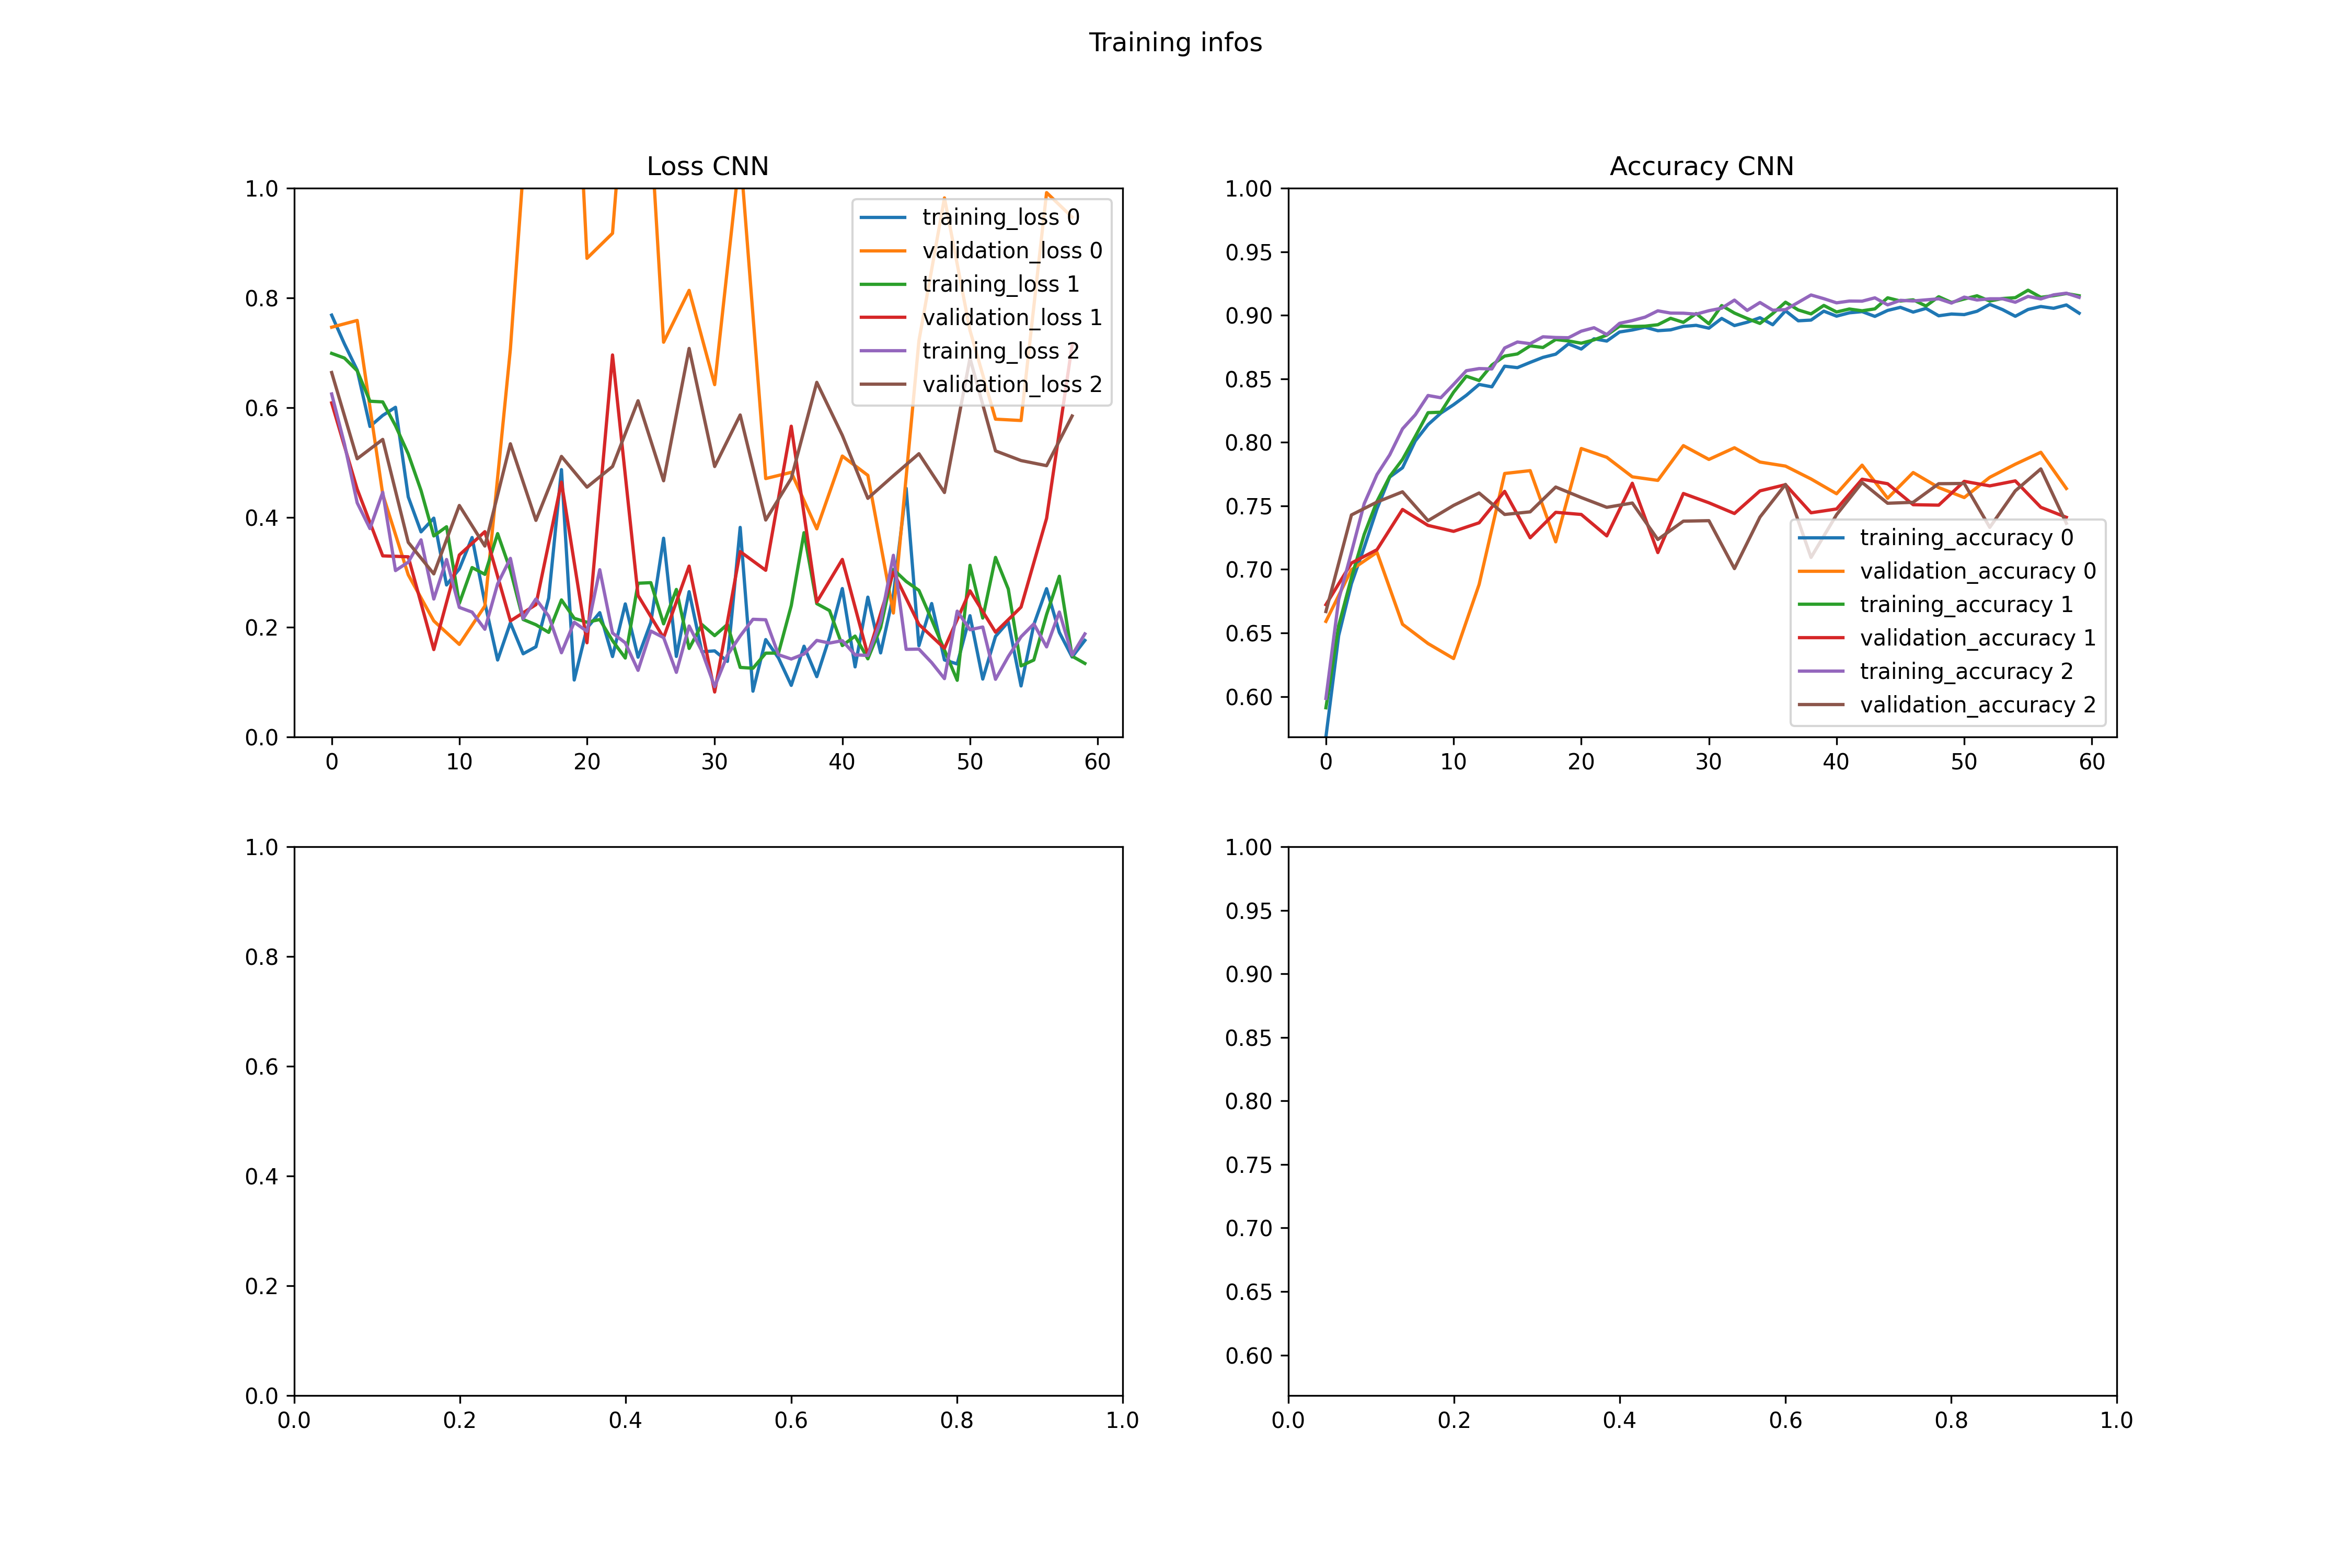 Training infos
Loss CNN
1.0
0.8
0.6
0.4
0.2
0.0
0 10 20 30 40 50 60
training_loss 0
validation_loss 0
training_loss 1
validation_loss 1
training_loss 2
validation_loss 2
Accuracy CNN
1.00
0.95
0.90
0.85
0.80
0.75
0.70
0.65
0.60
0 10 20 30 40 50 60
training_accuracy 0
validation_accuracy 0
training_accuracy 1
validation_accuracy 1
training_accuracy 2
validation_accuracy 2
1.0
0.8
0.6
0.4
0.2
0.0
0.0 0.2 0.4 0.6 0.8 1.0
1.00
0.95
0.90
0.85
0.80
0.75
0.70
0.65
0.60
0.0 0.2 0.4 0.6 0.8 1.0